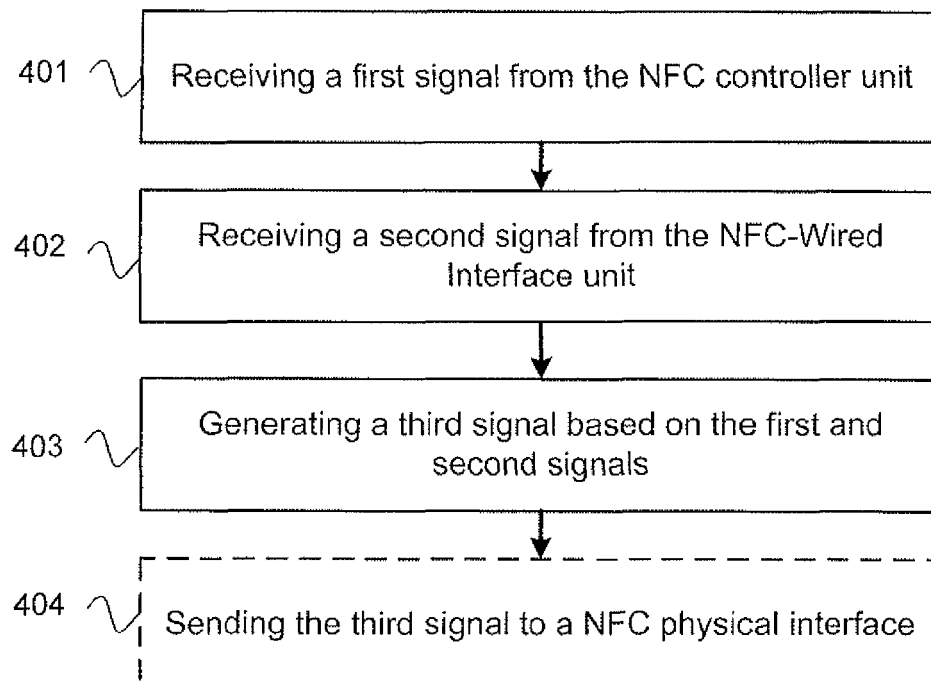 401
Receiving a first signal from the NFC controller unit
402
Receiving a second signal from the NFC-Wired
Interface unit
403
Generating a third signal based on the first and
second signals
404
Sending the third signal to a NFC physical interface